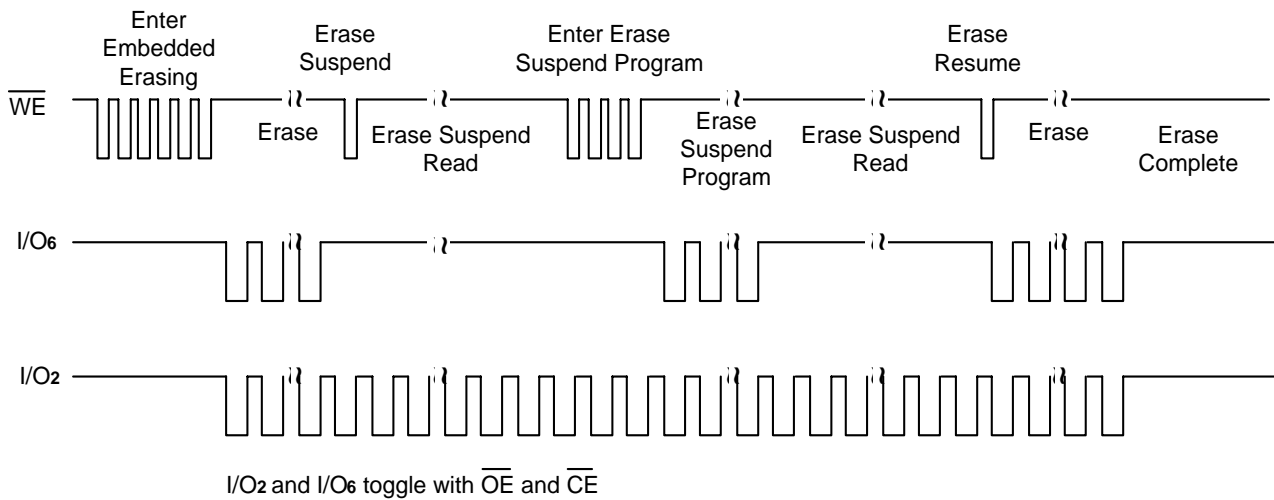 Enter
Embedded
Erasing
Erase
Suspend
Enter Erase
Suspend Program
Erase
Resume
WE
Erase
Erase Suspend
Read
Erase
Suspend
Program
Erase Suspend
Read
Erase
Erase
Complete
I/O6
I/O2
I/O2 and I/O6 toggle with OE and CE